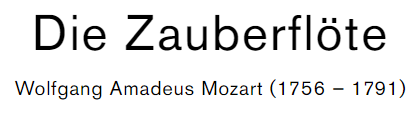 Die Zauberflöte
Wolfgang Amadeus Mozart (1756 – 1791)